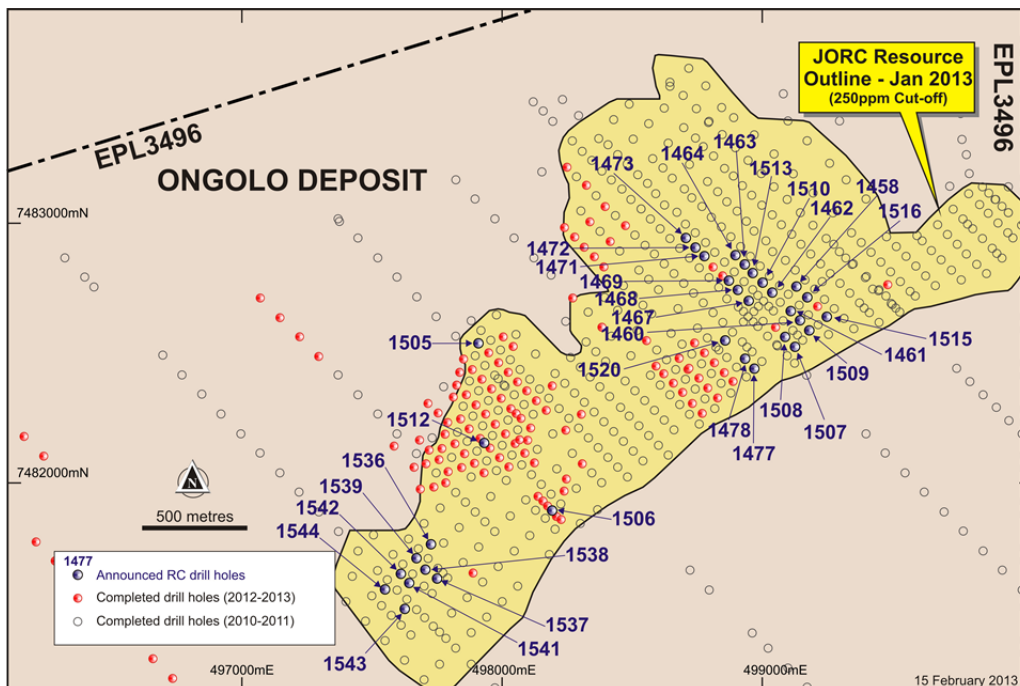 JORC Resource
Outline - Jan 2013
(250ppm Cut-off)
EPL3496
EPL3496
ONGOLO DEPOSIT
7483000mN
7482000mN
1473
1464
1463
1513
1510
1458
1462
1516
1472
1471
1469
1468
1467
1460
1505
1520
1515
1461
1509
1508
1507
1478
1477
1512
1536
1539
1542
1544
1506
1538
1537
1541
1543
N
500 metres
1477
Announced RC drill holes
Completed drill holes (2012-2013)
Completed drill holes (2010-2011)
497000mE
498000mE
499000mE
15 February 2013